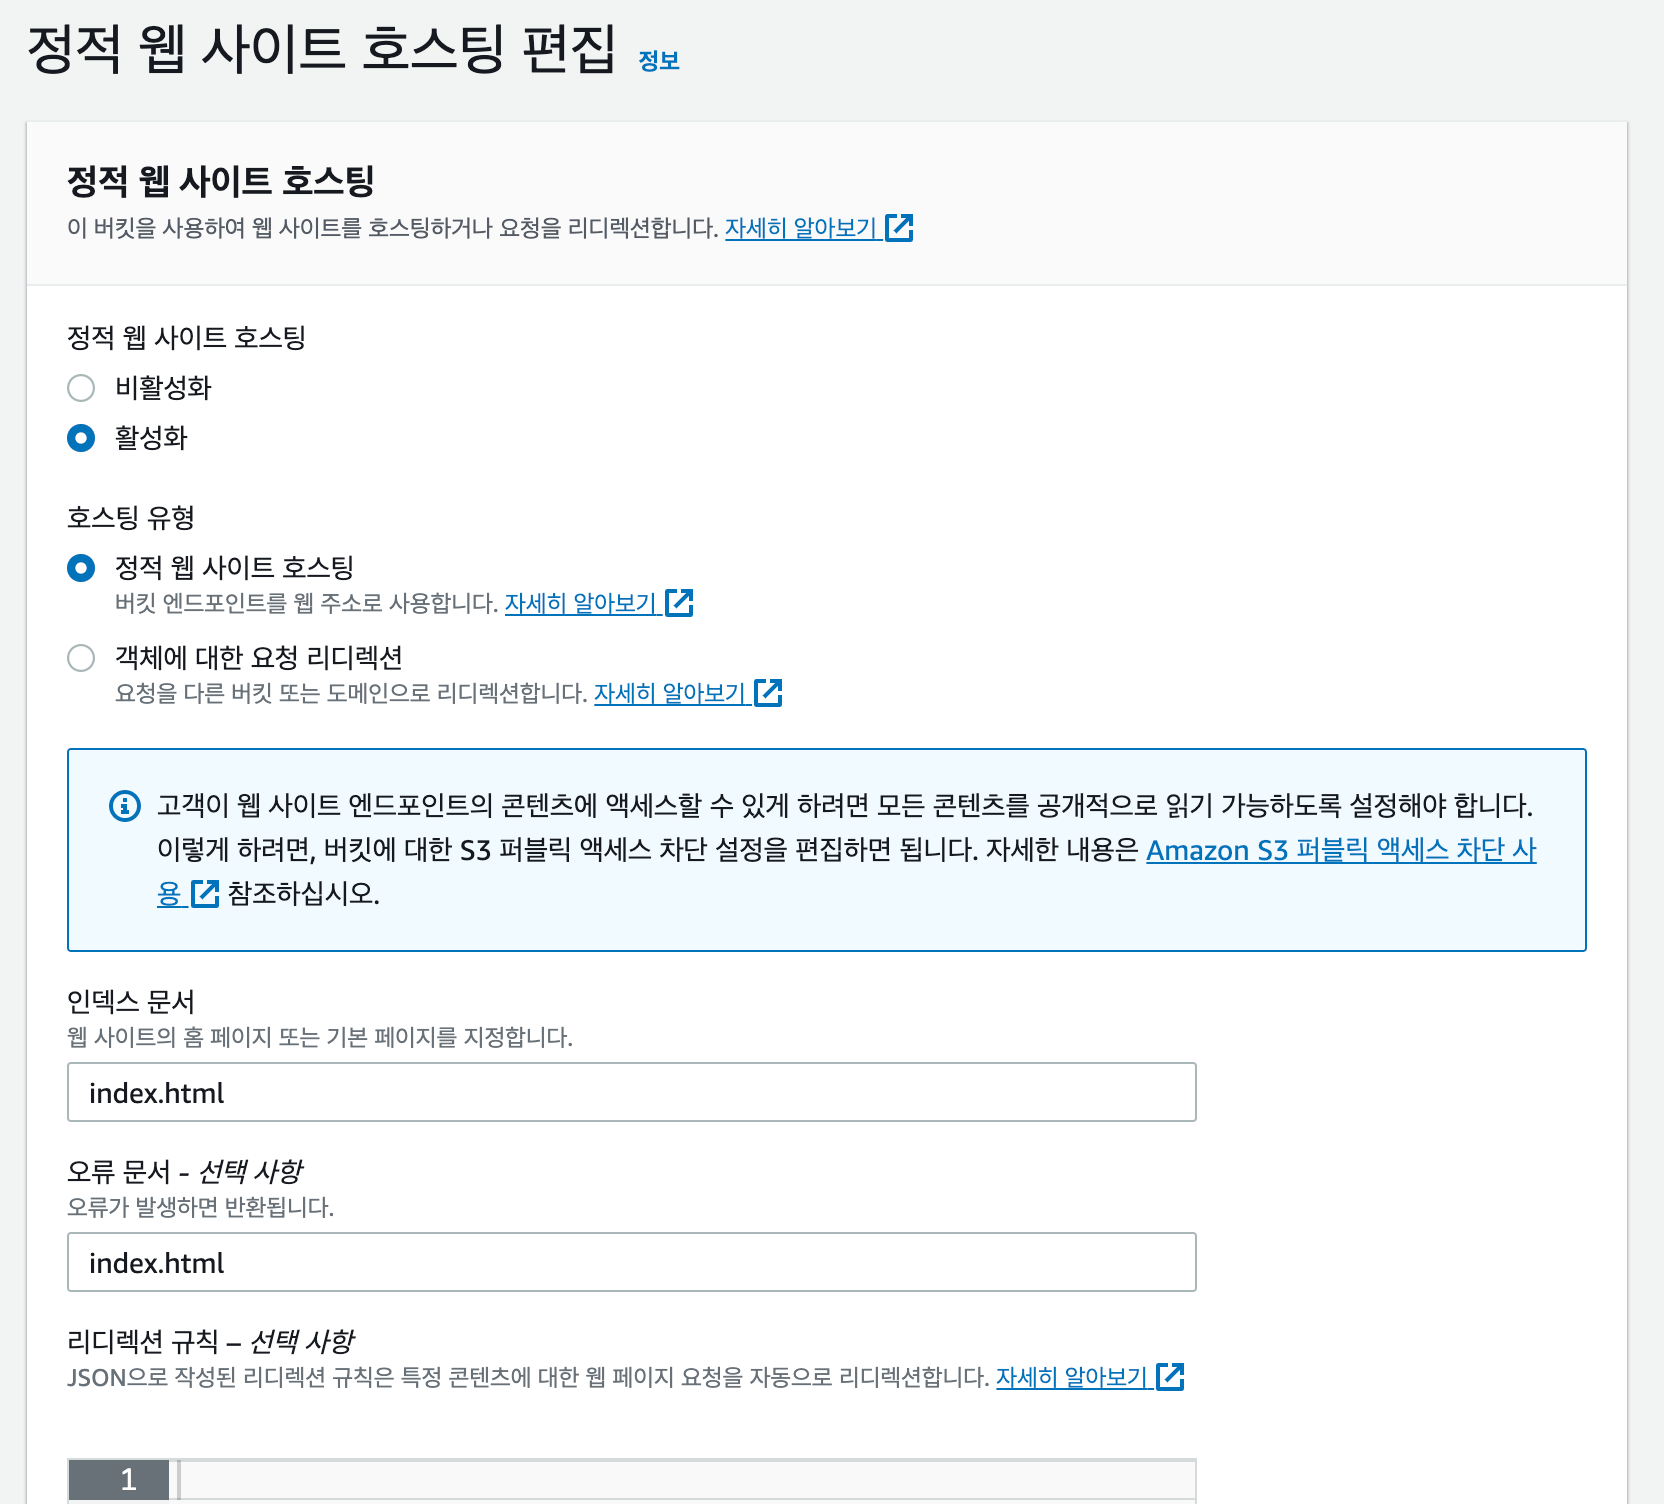 정적 웹 사이트 호스팅 편집 정보
정적 웹 사이트 호스팅
이 버킷을 사용하여 웹 사이트를 호스팅하거나 요청을 리디렉션합니다. 자세히 알아보기
정적 웹 사이트 호스팅
비활성화
활성화
호스팅 유형
정적 웹 사이트 호스팅
버킷 엔드포인트를 웹 주소로 사용합니다. 자세히 알아보기
객체에 대한 요청 리디렉션
요청을 다른 버킷 또는 도메인으로 리디렉션합니다. 자세히 알아보기
고객이 웹 사이트 엔드포인트의 콘텐츠에 액세스할 수 있게 하려면 모든 콘텐츠를 공개적으로 읽기 가능하도록 설정해야 합니다.
이렇게 하려면, 버킷에 대한 S3 퍼블릭 액세스 차단 설정을 편집하면 됩니다. 자세한 내용은 Amazon S3 퍼블릭 액세스 차단 사
용 참조하십시오.
인덱스 문서
웹 사이트의 홈 페이지 또는 기본 페이지를 지정합니다.
index.html
오류 문서 - 선택 사항
오류가 발생하면 반환됩니다.
index.html
리디렉션 규칙 – 선택 사항
JSON으로 작성된 리디렉션 규칙은 특정 콘텐츠에 대한 웹 페이지 요청을 자동으로 리디렉션합니다. 자세히 알아보기
1